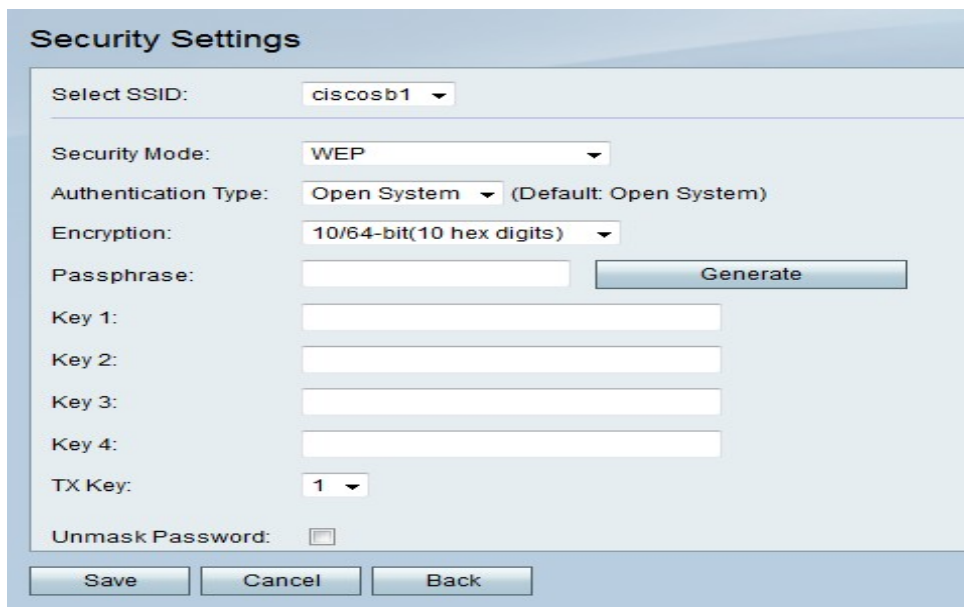 Security Settings
Select SSID: ciscosb1
Security Mode: WEP
Authentication Type: Open System (Default: Open System)
Encryption: 10/64-bit(10 hex digits)
Passphrase: Generate
Key 1:
Key 2:
Key 3:
Key 4:
TX Key: 1
Unmask Password:
Save Cancel Back